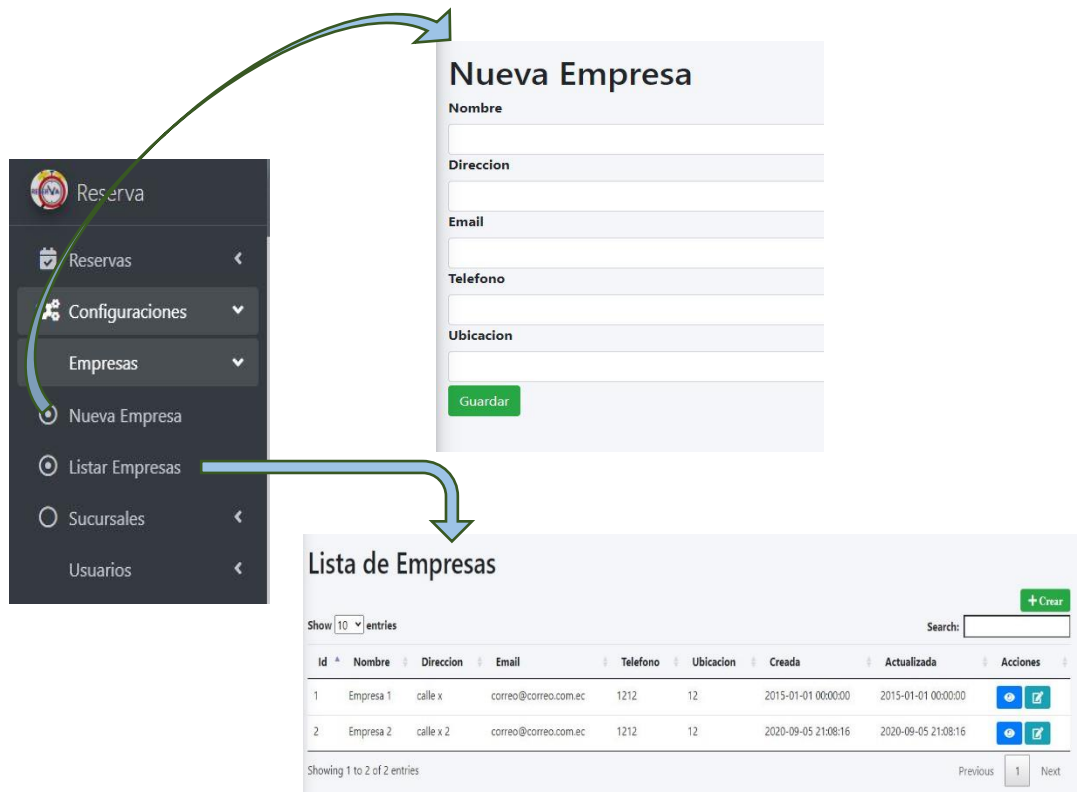 Nueva Empresa
Nombre
Direccion
Email
Telefono
Ubicacion
Guardar
RESERVA
Reserva
Reservas
Configuraciones
Empresas
Nueva Empresa
Listar Empresas
Sucursales
Usuarios
Lista de Empresas
+ Crear
Show 10 entries Search:
Id Nombre Direccion Email Telefono Ubicacion Creada Actualizada Acciones
1 Empresa 1 calle x correo@correo.com.ec 1212 12 2015-01-01 00:00:00 2015-01-01 00:00:00
2 Empresa 2 calle x 2 correo@correo.com.ec 1212 12 2020-09-05 21:08:16 2020-09-05 21:08:16
Showing 1 to 2 of 2 entries Previous 1 Next